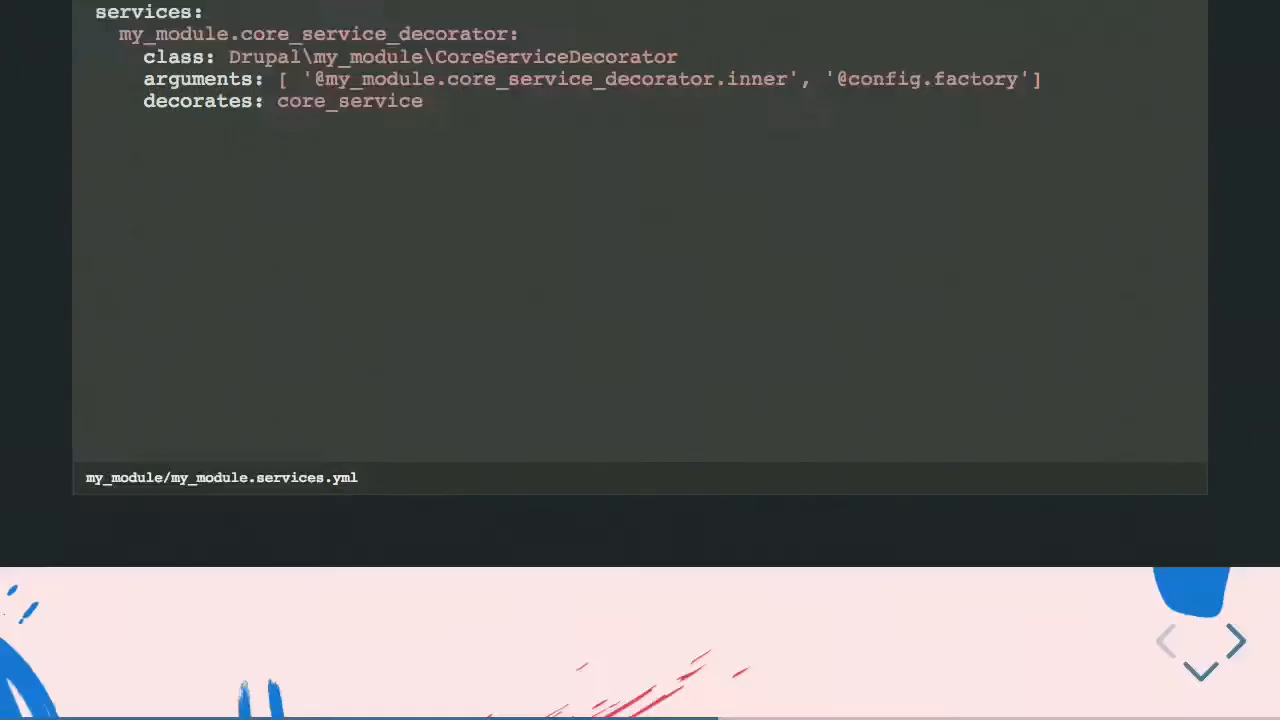 services:
my_module.core_service_decorator:
class: Drupal\my_module\CoreServiceDecorator
arguments: [ '@my_module.core_service_decorator.inner', '@config.factory']
decorates: core_service
my_module/my_module.services.yml